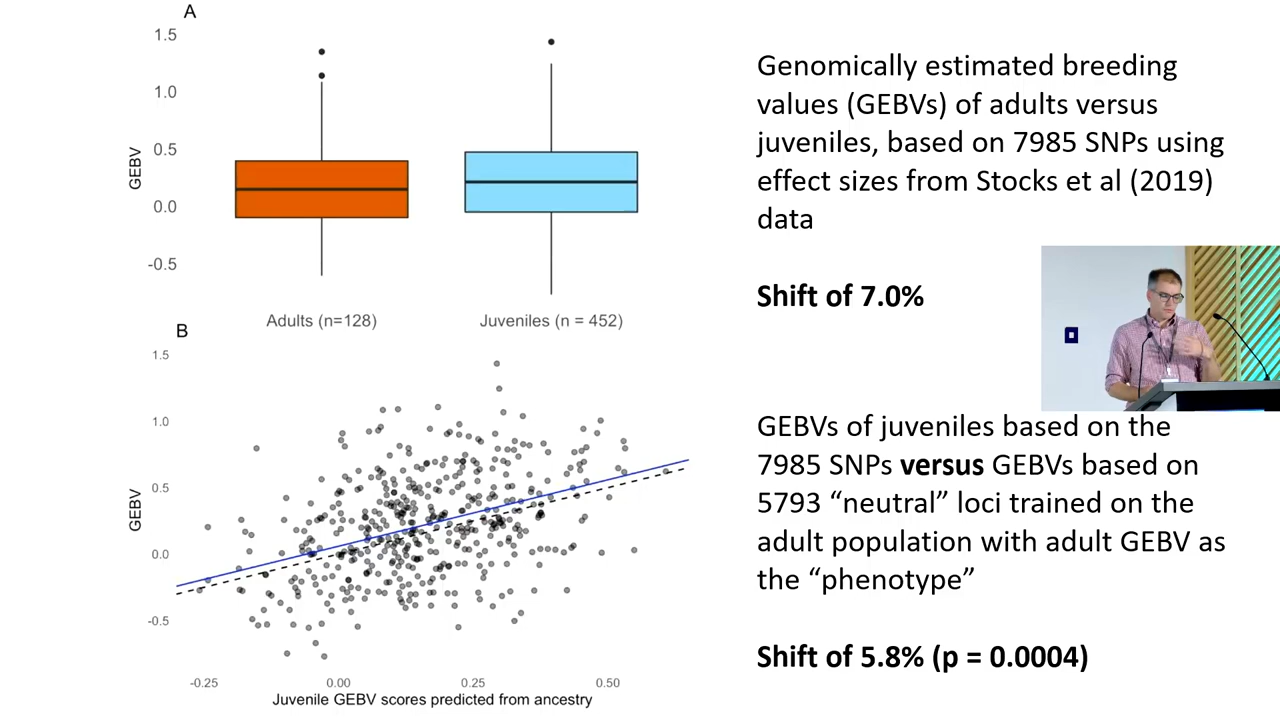 A
1.5
1.0
0.5
0.0
-0.5
GEBV
Adults (n=128)
Juveniles (n = 452)
B
1.5
1.0
0.5
0.0
-0.5
GEBV
-0.25
0.00
0.25
0.50
Juvenile GEBV scores predicted from ancestry
Genomically estimated breeding
values (GEBVs) of adults versus
juveniles, based on 7985 SNPs using
effect sizes from Stocks et al (2019)
data
Shift of 7.0%
GEBVs of juveniles based on the
7985 SNPs versus GEBVs based on
5793 “neutral” loci trained on the
adult population with adult GEBV as
the “phenotype”
Shift of 5.8% (p = 0.0004)